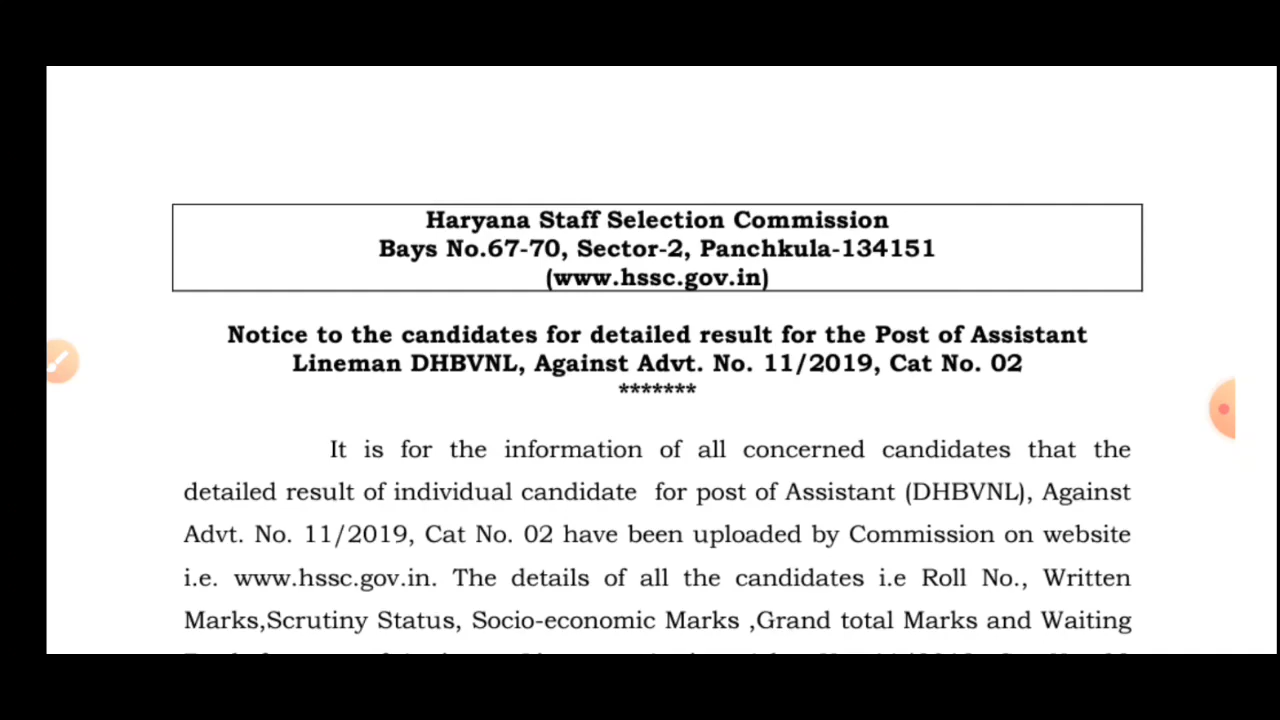 Haryana Staff Selection Commission
Bays No.67-70, Sector-2, Panchkula-134151
(www.hssc.gov.in)
Notice to the candidates for detailed result for the Post of Assistant
Lineman DHBVNL, Against Advt. No. 11/2019, Cat No. 02
*******
It is for the information of all concerned candidates that the
detailed result of individual candidate for post of Assistant (DHBVNL), Against
Advt. No. 11/2019, Cat No. 02 have been uploaded by Commission on website
i.e. www.hssc.gov.in. The details of all the candidates i.e Roll No., Written
Marks,Scrutiny Status, Socio-economic Marks ,Grand total Marks and Waiting